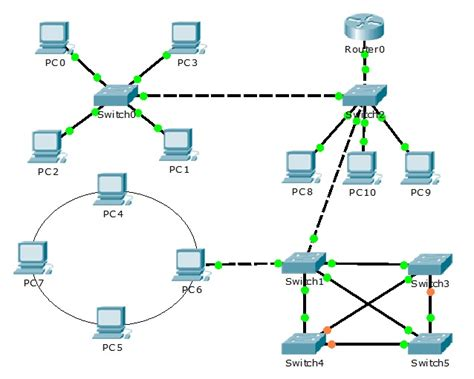 PC0
PC3
Router0
Switch0
Switch2
PC2
PC1
PC8
PC10
PC9
PC4
PC7
PC6
Switch1
Switch3
PC5
Switch4
Switch5